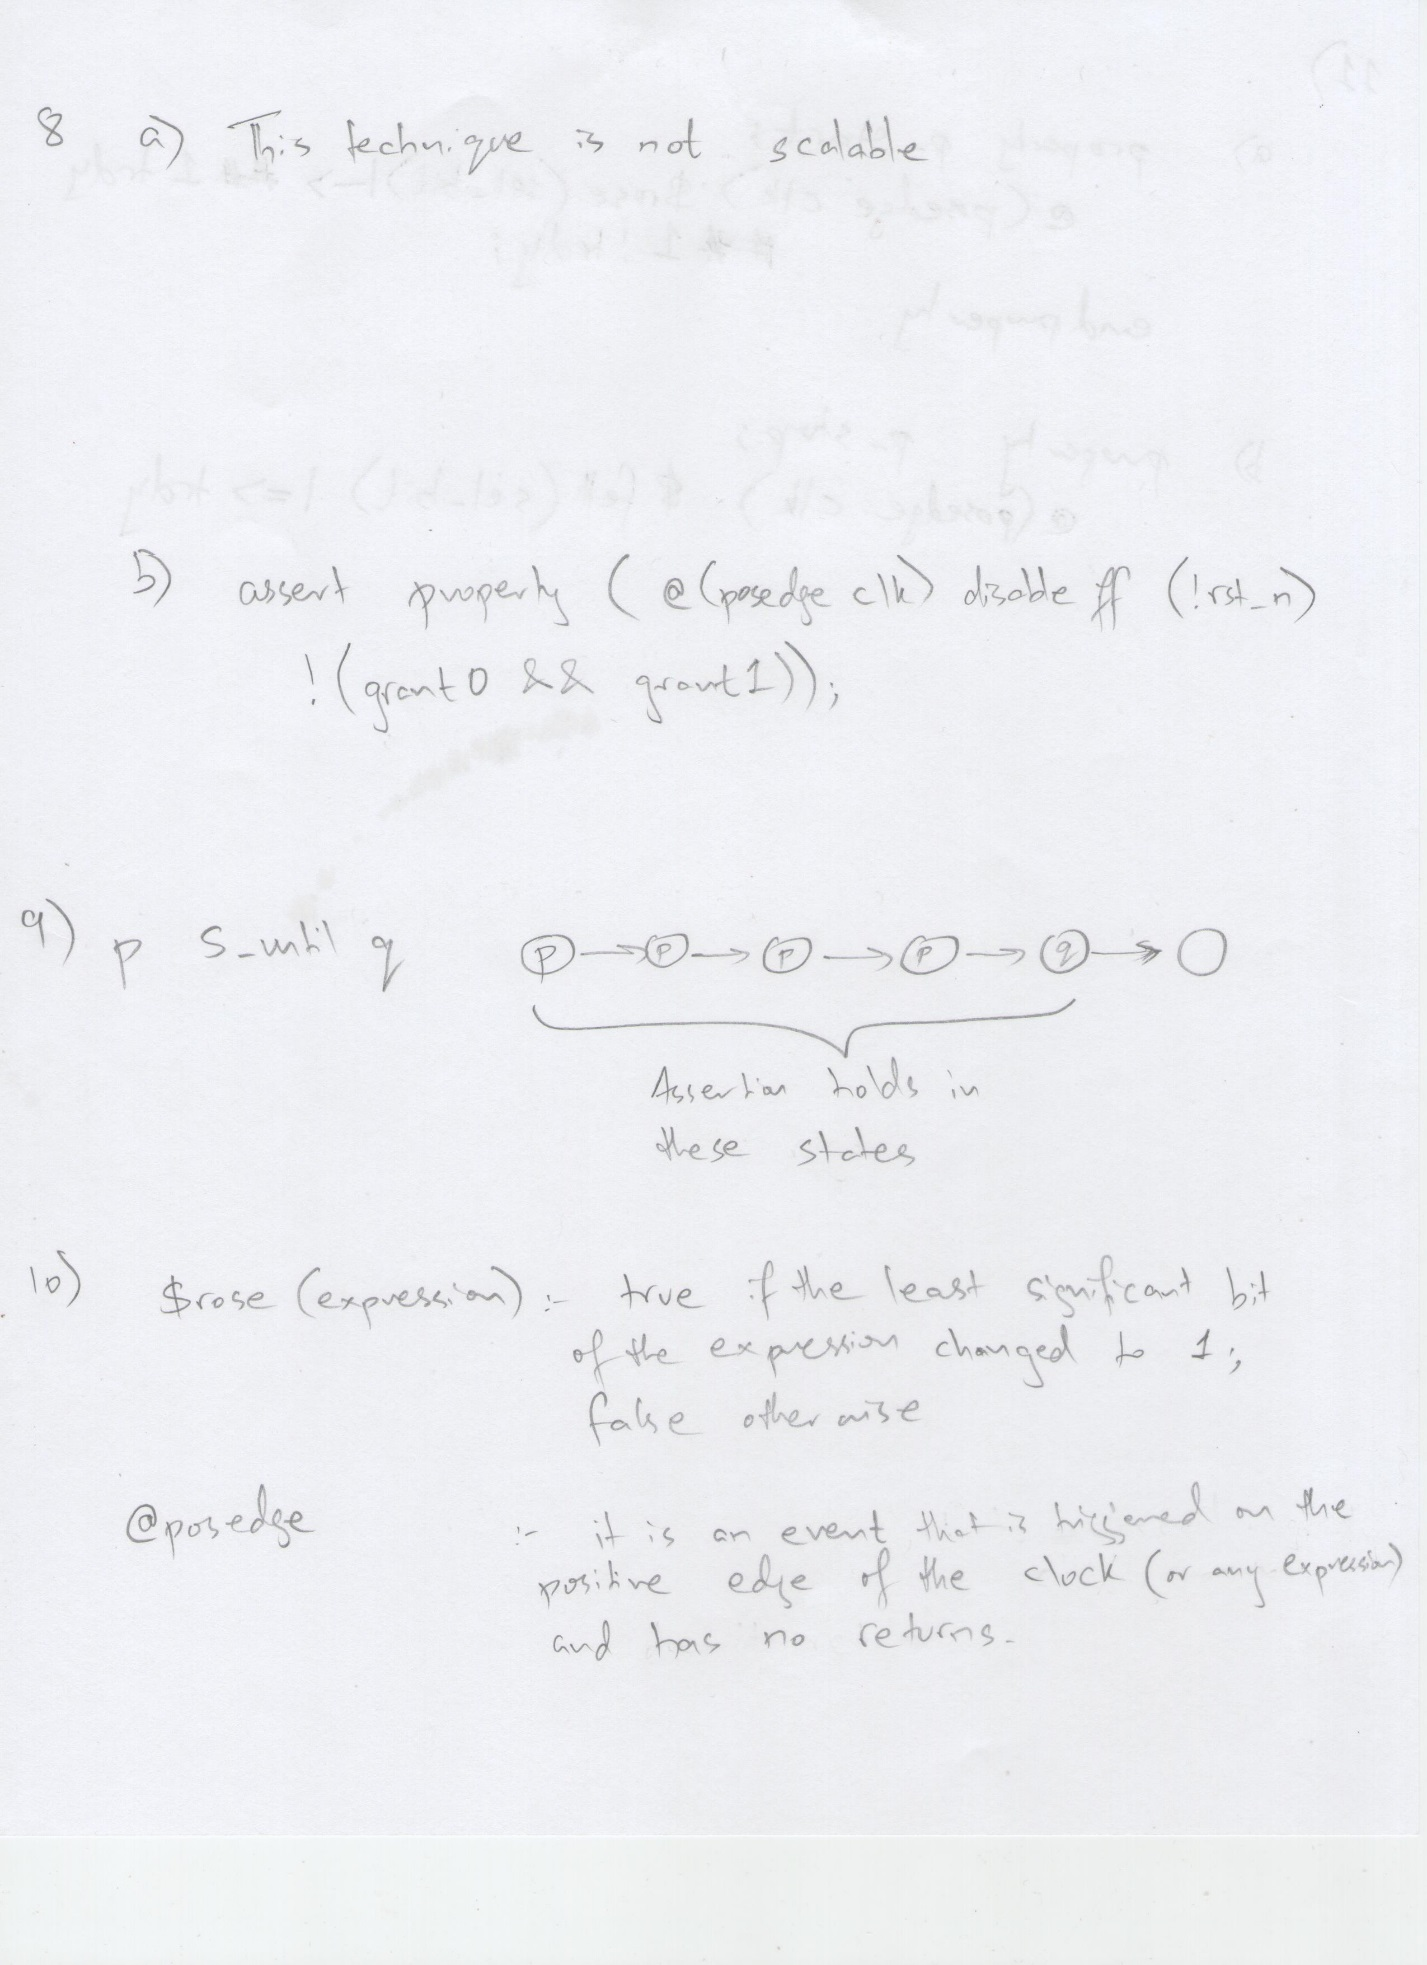 8 a) This technique is not scalable
b) assert property ( @(posedge clk) disable iff (!rst_n)
!(grant0 && grant1));
9) p s_until q p p p p q
Assertion holds in
these states
10) $rose (expression) :- true if the least significant bit
of the expression changed to 1;
false otherwise
@posedge :- it is an event that is triggered on the
positive edge of the clock (or any expression)
and has no returns.